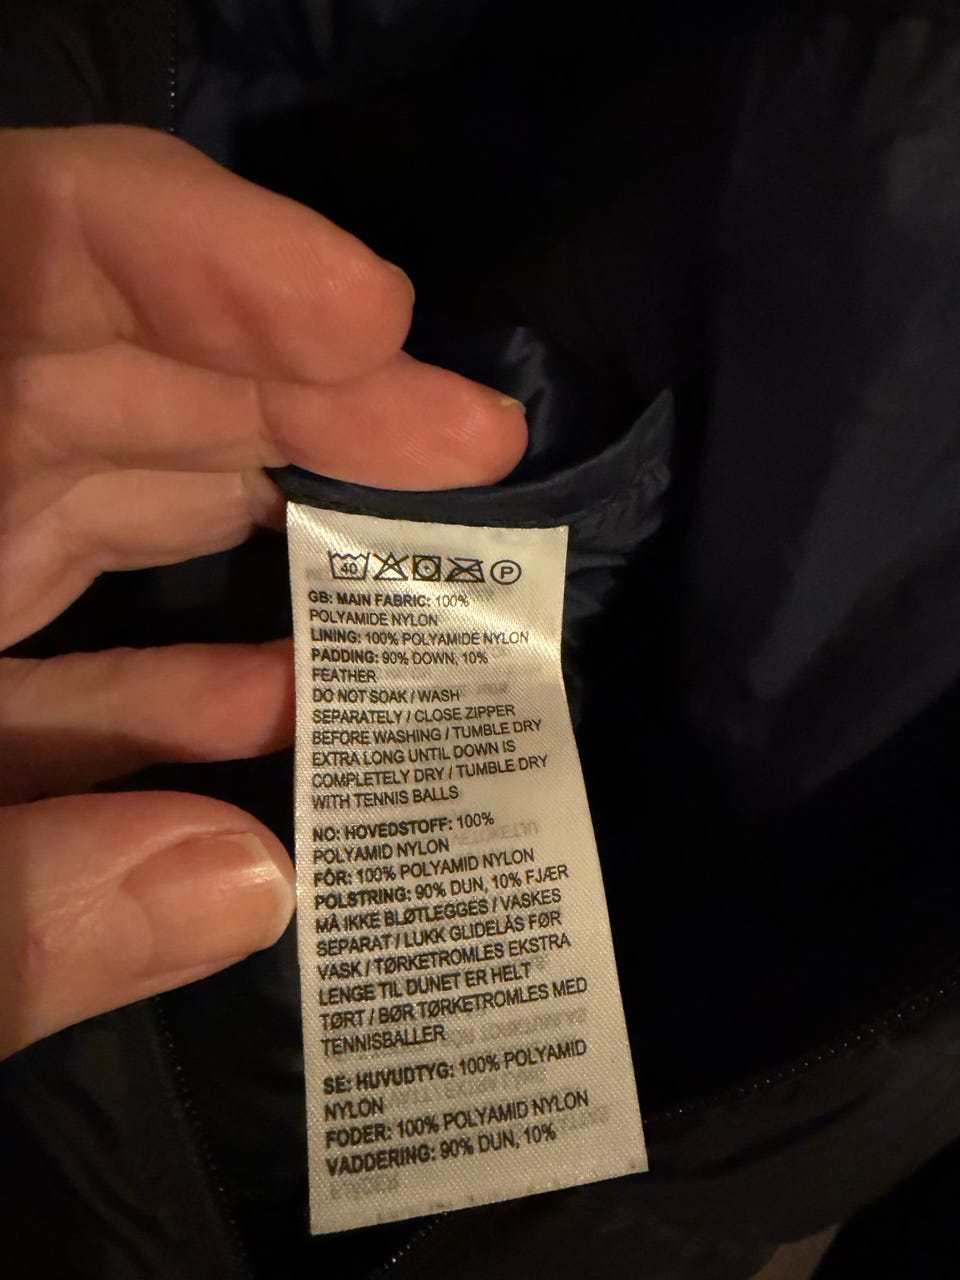 40 P
GB: MAIN FABRIC: 100%
POLYAMIDE NYLON
LINING: 100% POLYAMIDE NYLON
PADDING: 90% DOWN, 10%
FEATHER
DO NOT SOAK / WASH
SEPARATELY / CLOSE ZIPPER
BEFORE WASHING / TUMBLE DRY
EXTRA LONG UNTIL DOWN IS
COMPLETELY DRY / TUMBLE DRY
WITH TENNIS BALLS
NO: HOVEDSTOFF: 100%
POLYAMID NYLON
FÔR: 100% POLYAMID NYLON
POLSTRING: 90% DUN, 10% FJÆR
MÅ IKKE BLØTLEGGES / VASKES
SEPARAT / LUKK GLIDELÅS FØR
VASK / TØRKETROMLES EKSTRA
LENGE TIL DUNET ER HELT
TØRT / BØR TØRKETROMLES MED
TENNISBALLER
SE: HUVUDTYG: 100% POLYAMID
NYLON
FODER: 100% POLYAMID NYLON
VADDERING: 90% DUN, 10%